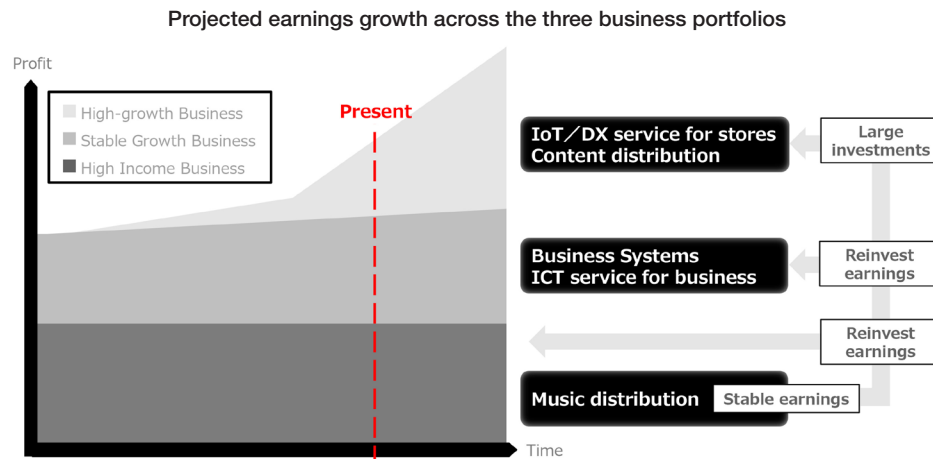 Projected earnings growth across the three business portfolios
Profit
High-growth Business
Stable Growth Business
High Income Business
Present
Time
IoT／DX service for stores
Content distribution
Large
investments
Business Systems
ICT service for business
Reinvest
earnings
Reinvest
earnings
Music distribution
Stable earnings